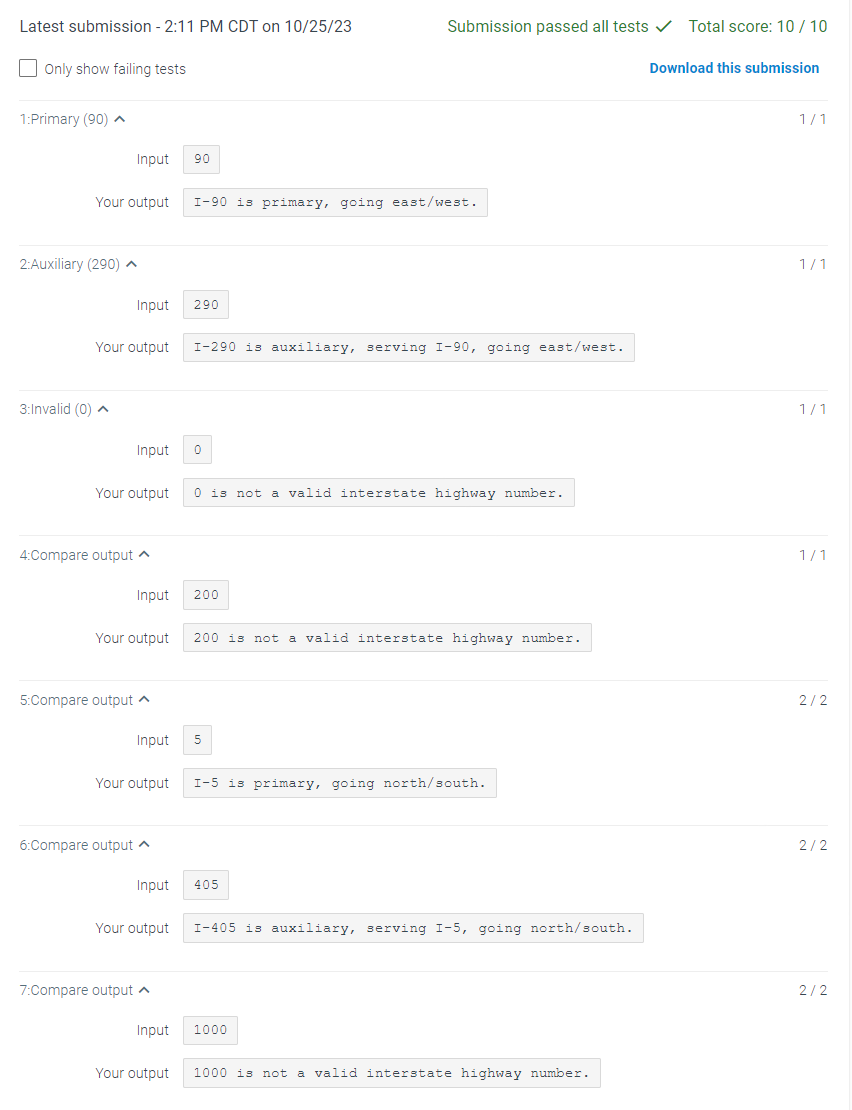 Latest submission - 2:11 PM CDT on 10/25/23 Submission passed all tests ✓ Total score: 10 / 10
Only show failing tests Download this submission
1:Primary (90) 1 / 1
Input 90
Your output I-90 is primary, going east/west.
2:Auxiliary (290) 1 / 1
Input 290
Your output I-290 is auxiliary, serving I-90, going east/west.
3:Invalid (0) 1 / 1
Input 0
Your output 0 is not a valid interstate highway number.
4:Compare output 1 / 1
Input 200
Your output 200 is not a valid interstate highway number.
5:Compare output 2 / 2
Input 5
Your output I-5 is primary, going north/south.
6:Compare output 2 / 2
Input 405
Your output I-405 is auxiliary, serving I-5, going north/south.
7:Compare output 2 / 2
Input 1000
Your output 1000 is not a valid interstate highway number.